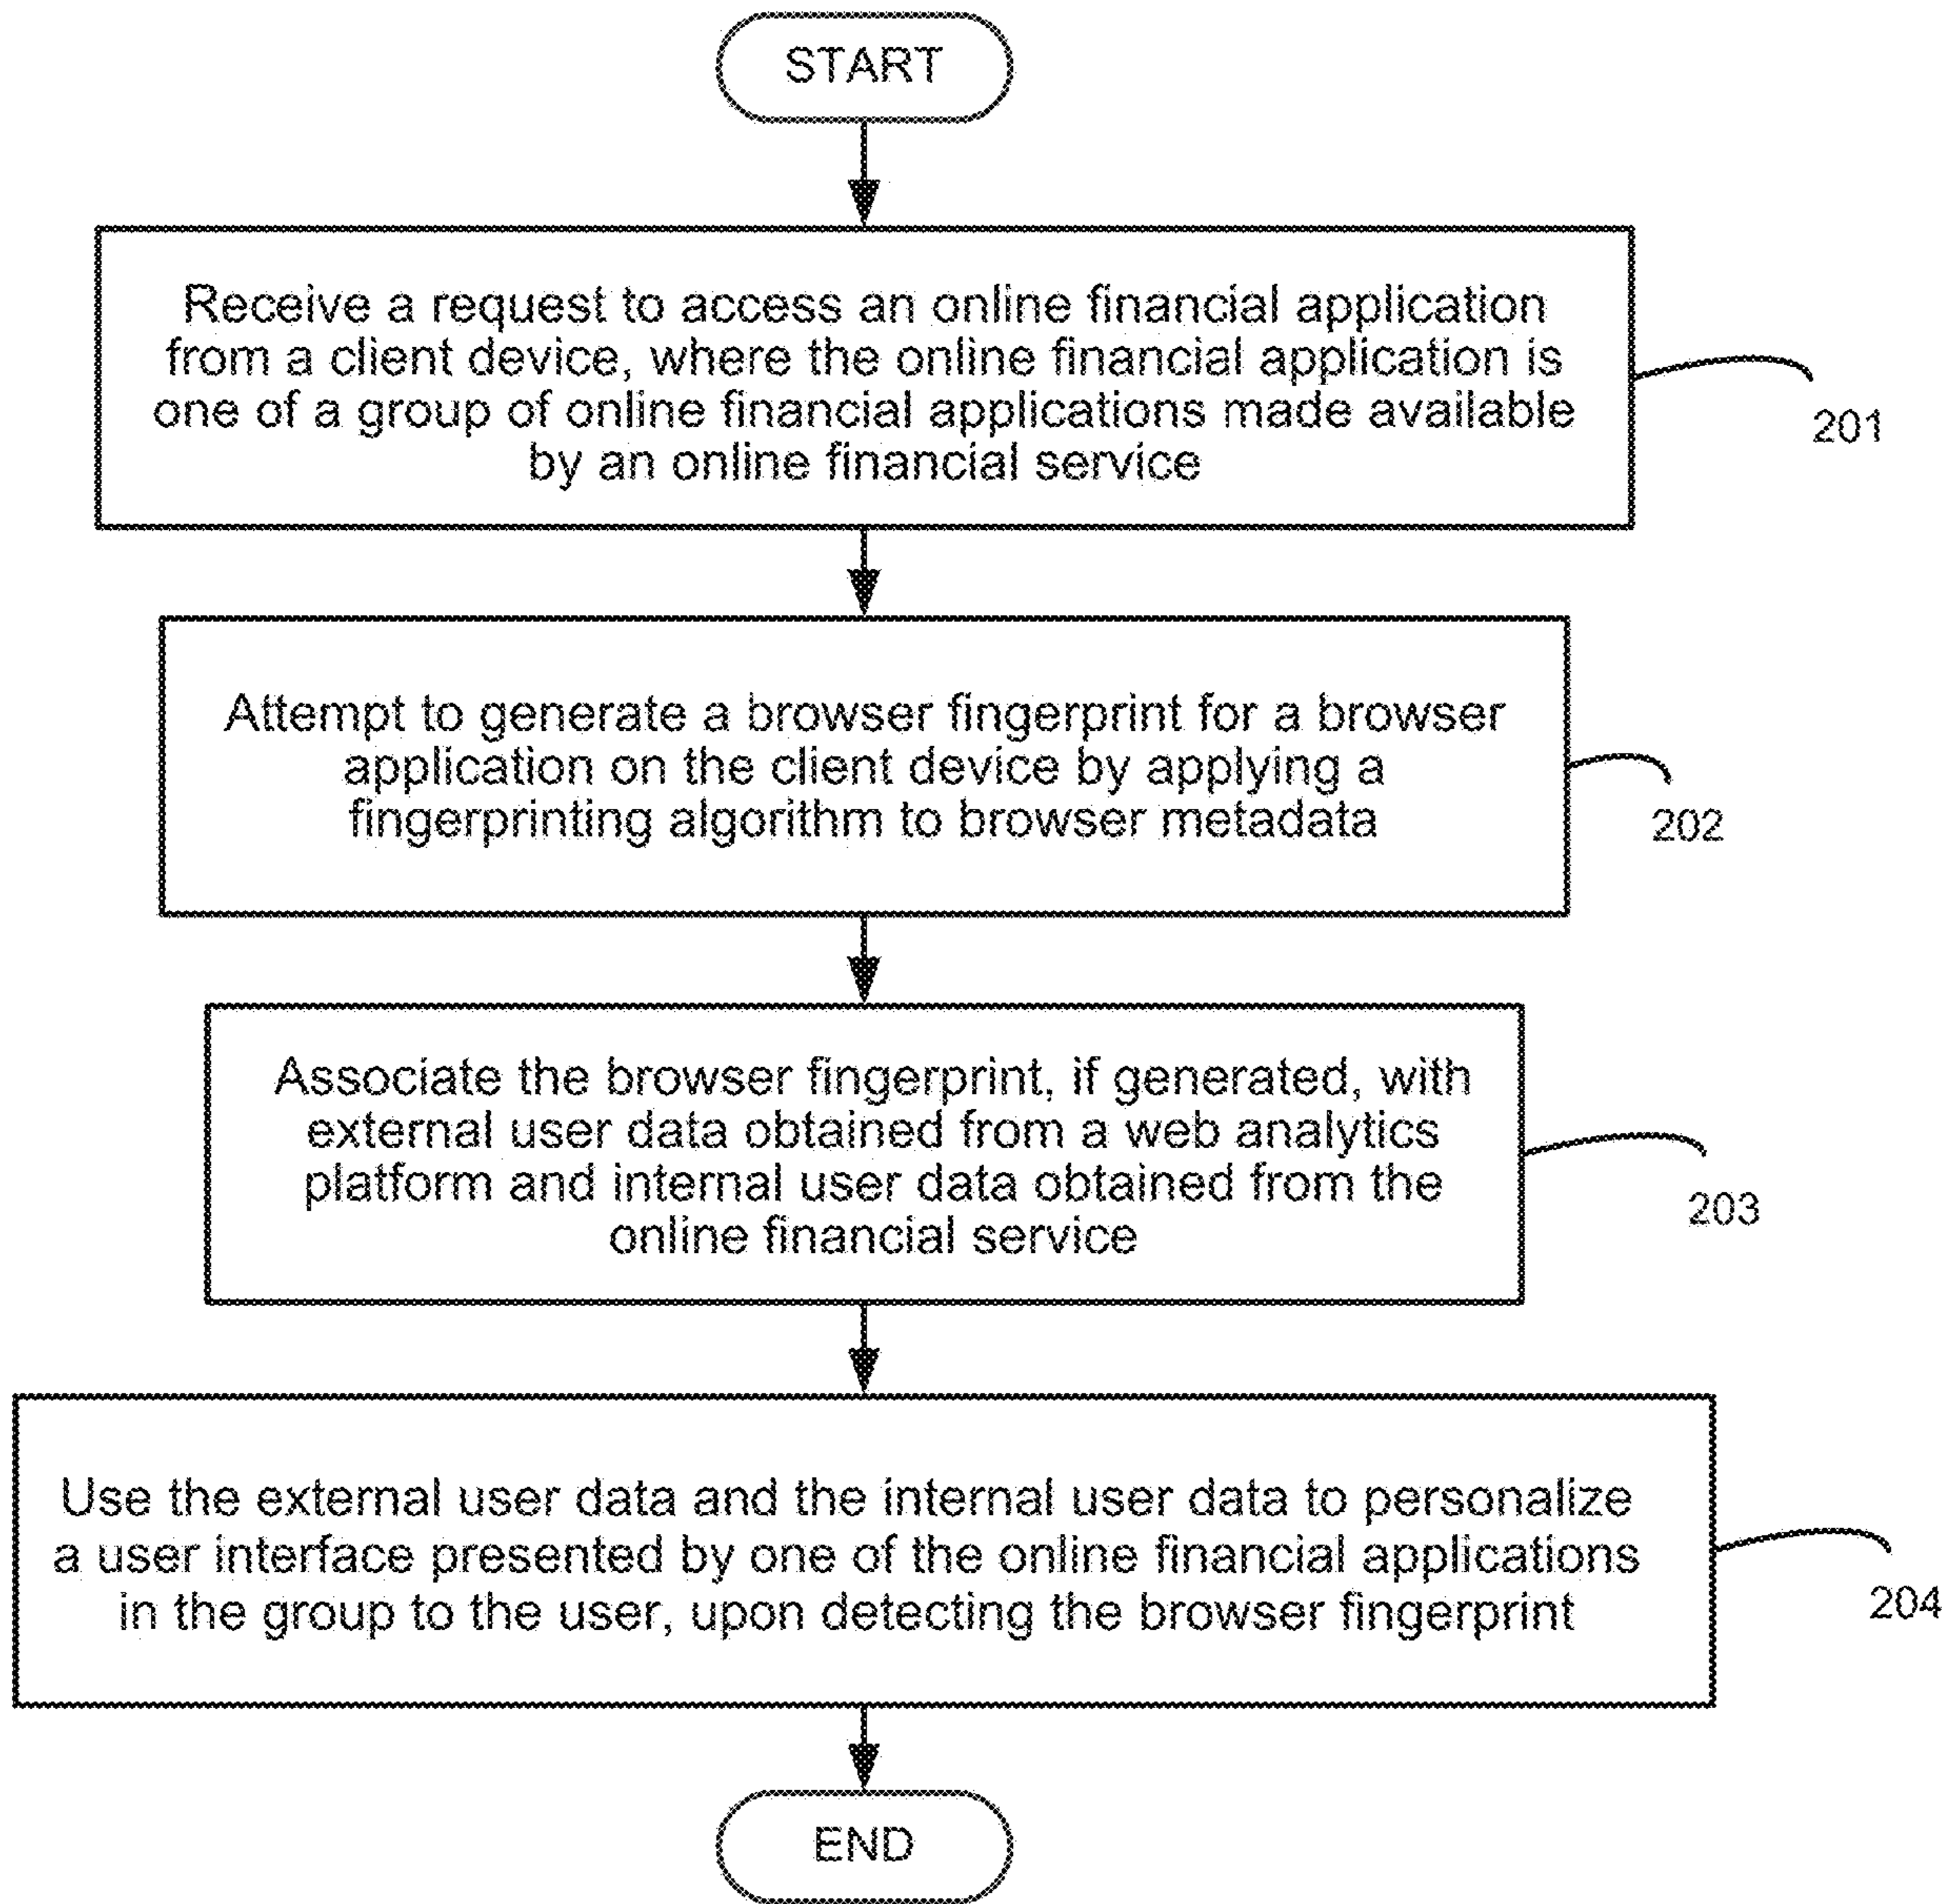 START
Receive a request to access an online financial application
from a client device, where the online financial application is
one of a group of online financial applications made available
by an online financial service
201
Attempt to generate a browser fingerprint for a browser
application on the client device by applying a
fingerprinting algorithm to browser metadata
202
Associate the browser fingerprint, if generated, with
external user data obtained from a web analytics
platform and internal user data obtained from the
online financial service
203
Use the external user data and the internal user data to personalize
a user interface presented by one of the online financial applications
in the group to the user, upon detecting the browser fingerprint
204
END